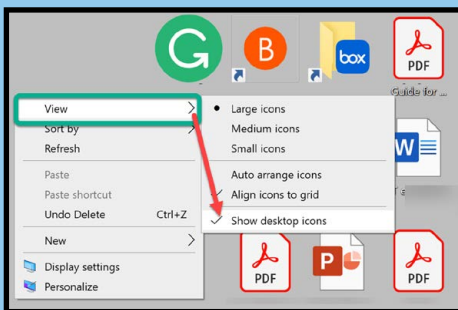 G
B
box
PDF
Guide for ...
View
Sort by
Refresh
Paste
Paste shortcut
Undo Delete Ctrl+Z
New
Display settings
Personalize
Large icons
Medium icons
Small icons
Auto arrange icons
Align icons to grid
Show desktop icons
W
PDF
P
PDF